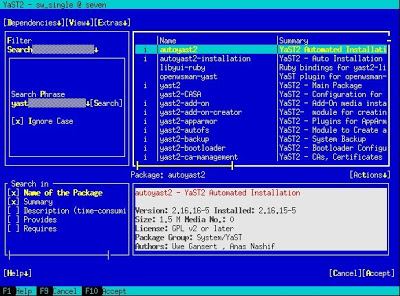 YaST2 - sw_single @ seven
[Dependencies↓][View↓][Extras↓]
Filter
Search
Search Phrase
yast [Search]
[x] Ignore Case
Search in
[x] Name of the Package
[x] Summary
[ ] Description (time-consumi
[ ] Provides
[ ] Requires
Name Summary
i autoyast2 YaST2 Automated Installati
i autoyast2-installation YaST2 - Auto Installation
libyui-ruby Ruby bindings for yast2-li
openwsman-yast YaST plugin for openwsman-
i yast2 YaST2 - Main Package
yast2-CASA YaST2 - Configuration for
i yast2-add-on YaST2 - Add-On media insta
i yast2-add-on-creator YaST2- module for creatin
i yast2-apparmor YaST2 - Plugins for AppArm
i yast2-autofs YaST2 - Module to Create a
i yast2-backup YaST2 - System Backup
i yast2-bootloader YaST2 - Bootloader Configu
i yast2-ca-management YaST2 - CAs, Certificates
Package: autoyast2 [Actions↓]
autoyast2 - YaST2 Automated Installation
Version: 2.16.16-5 Installed: 2.16.15-5
Size: 1.5 M Media No.: 0
License: GPL v2 or later
Package Group: System/YaST
Authors: Uwe Gansert , Anas Nashif
[Help↓] [Cancel][Accept]
F1 Help F9 Cancel F10 Accept